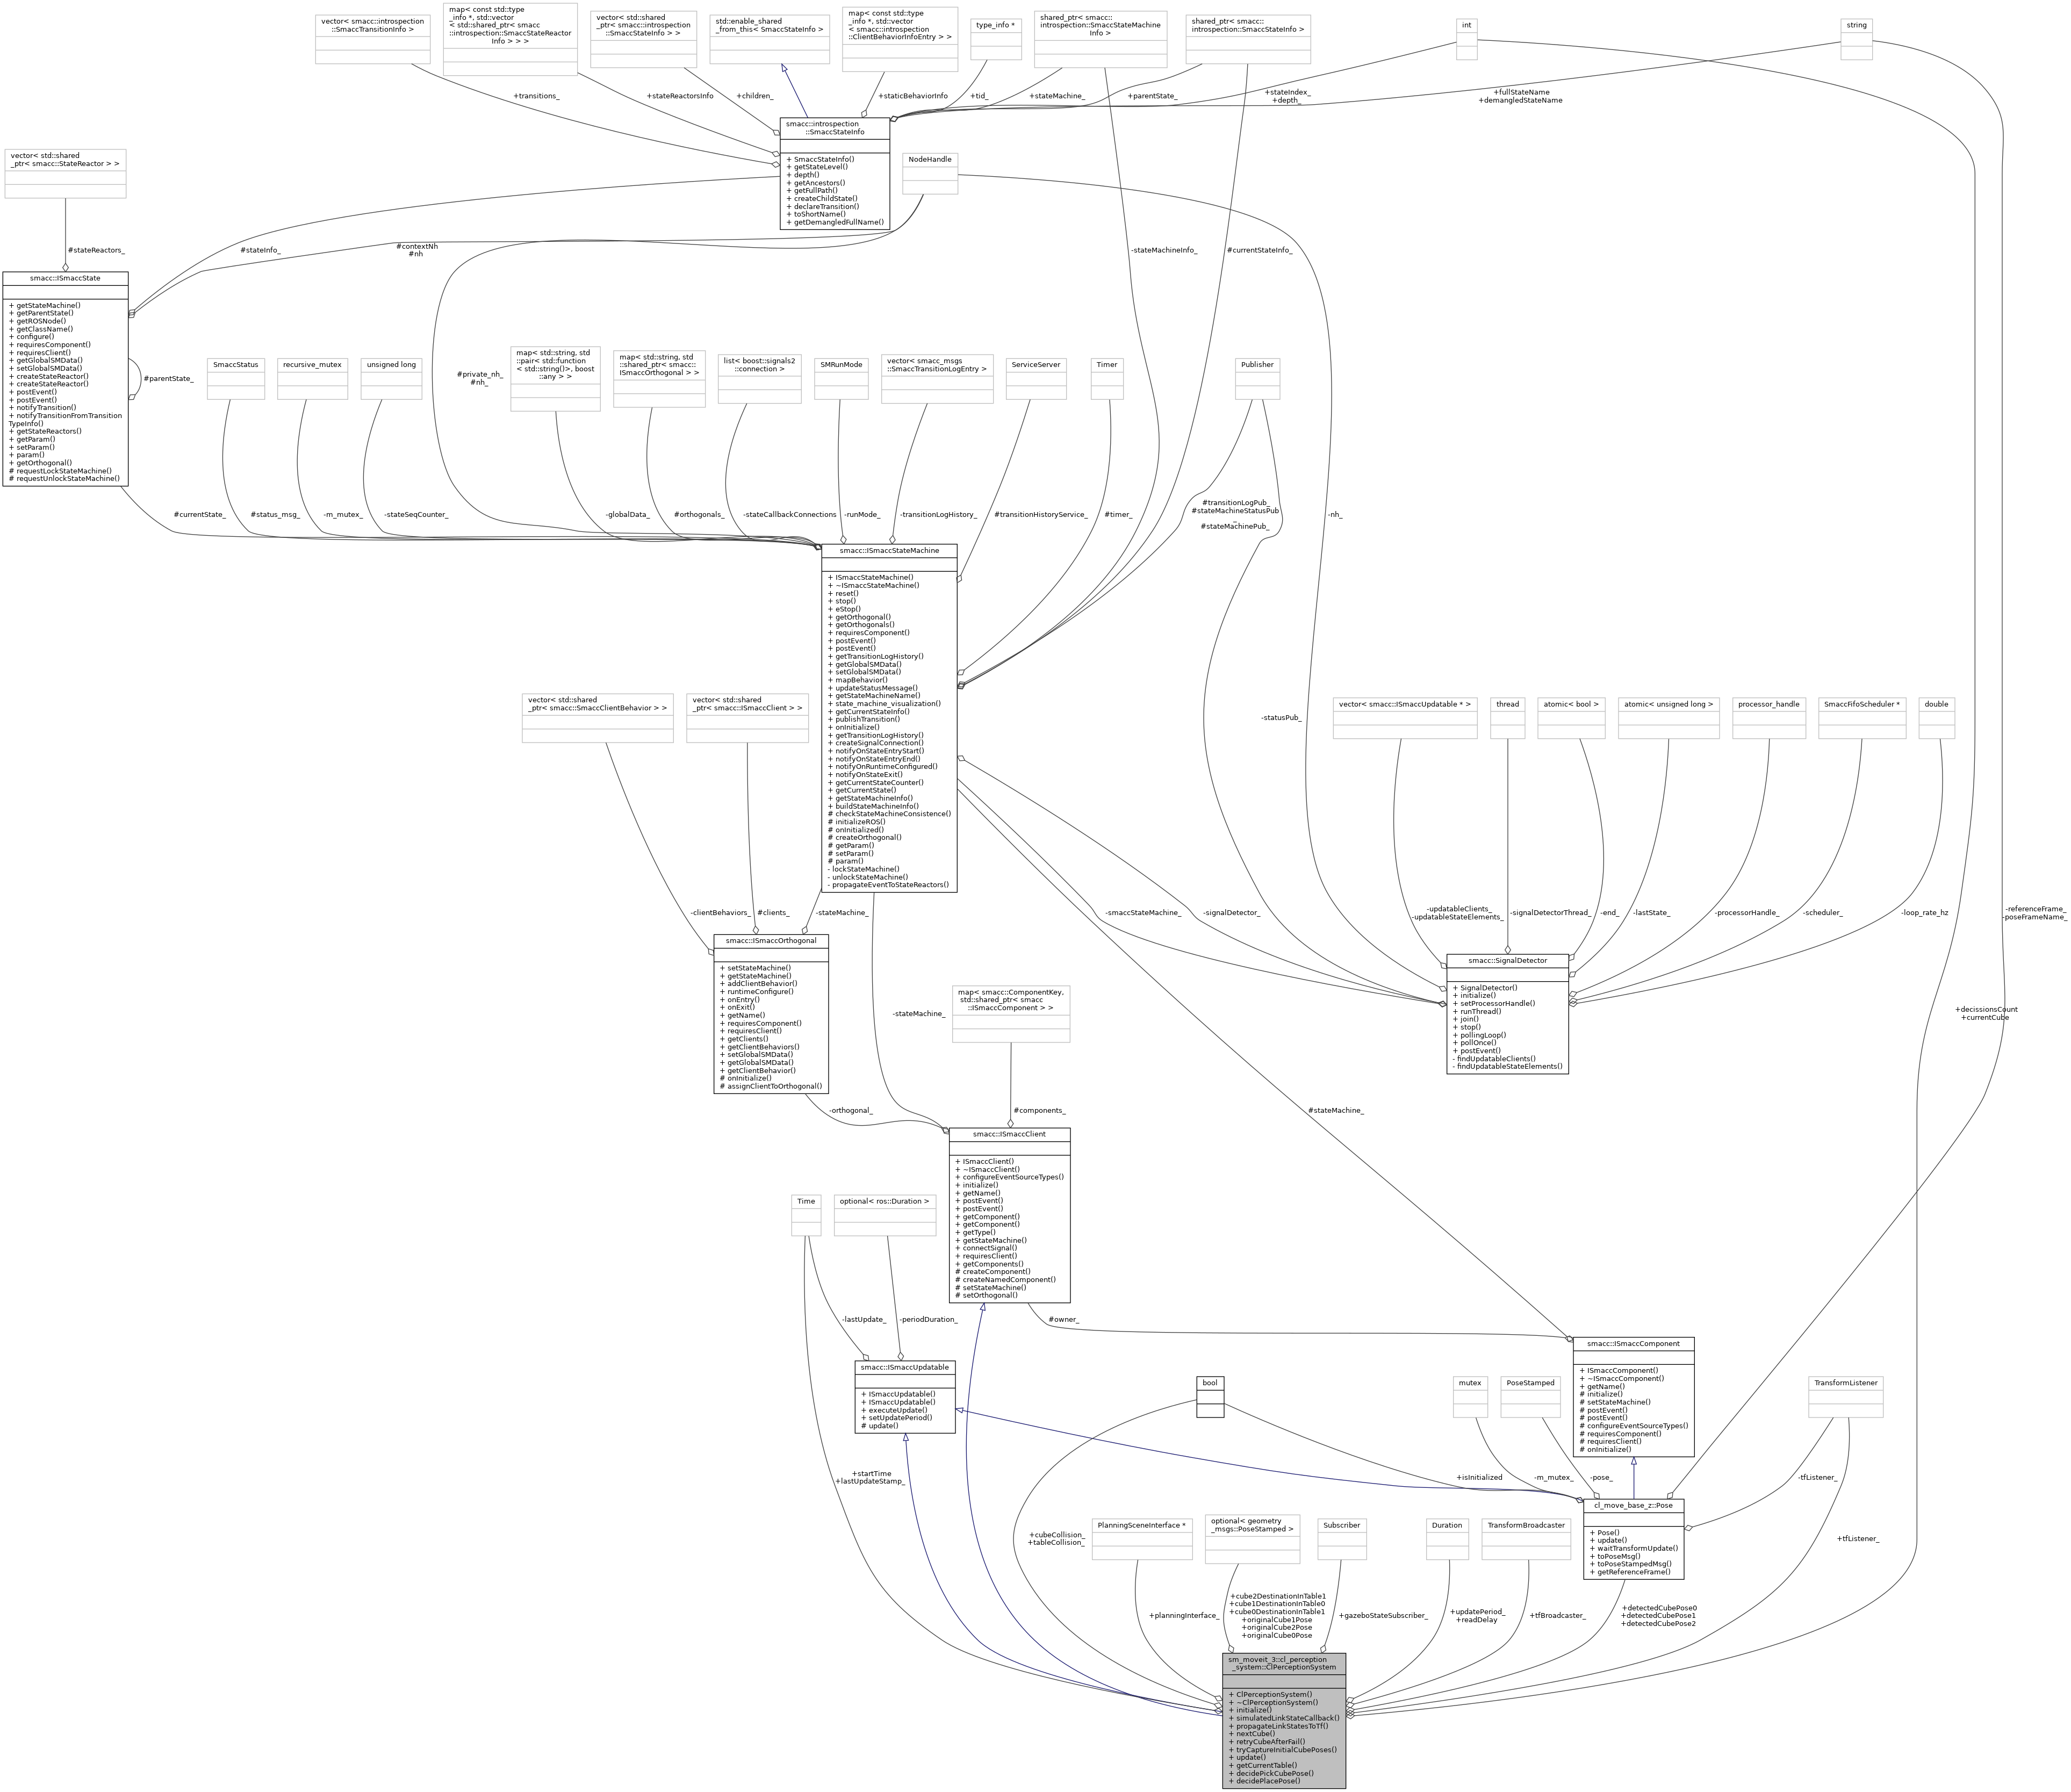 vector< smacc::introspection
::SmaccTransitionInfo >
map< const std::type
_info *, std::vector
< std::shared_ptr< smacc
::introspection::SmaccStateReactor
Info > > >
vector< std::shared
_ptr< smacc::introspection
::SmaccStateInfo > >
std::enable_shared
_from_this< SmaccStateInfo >
map< const std::type
_info *, std::vector
< smacc::introspection
::ClientBehaviorInfoEntry > >
type_info *
shared_ptr< smacc::
introspection::SmaccStateMachine
Info >
shared_ptr< smacc::
introspection::SmaccStateInfo >
int
string
+transitions_
+stateReactorsInfo
+children_
+staticBehaviorInfo
+tid_
+stateMachine_
+parentState_
+stateIndex_
+depth_
+fullStateName
+demangledStateName
smacc::introspection
::SmaccStateInfo
+ SmaccStateInfo()
+ getStateLevel()
+ depth()
+ getAncestors()
+ getFullPath()
+ createChildState()
+ declareTransition()
+ toShortName()
+ getDemangledFullName()
vector< std::shared
_ptr< smacc::StateReactor > >
NodeHandle
#stateReactors_
#stateInfo_
#contextNh
#nh
-stateMachineInfo_
#currentStateInfo_
smacc::ISmaccState
+ getStateMachine()
+ getParentState()
+ getROSNode()
+ getClassName()
+ configure()
+ requiresComponent()
+ requiresClient()
+ getGlobalSMData()
+ setGlobalSMData()
+ createStateReactor()
+ createStateReactor()
+ postEvent()
+ postEvent()
+ notifyTransition()
+ notifyTransitionFromTransition
TypeInfo()
+ getStateReactors()
+ getParam()
+ setParam()
+ param()
+ getOrthogonal()
# requestLockStateMachine()
# requestUnlockStateMachine()
#parentState_
SmaccStatus
recursive_mutex
unsigned long
#private_nh_
#nh_
map< std::string, std
::pair< std::function
< std::string()>, boost
::any > >
map< std::string, std
::shared_ptr< smacc::
ISmaccOrthogonal > >
list< boost::signals2
::connection >
SMRunMode
vector< smacc_msgs
::SmaccTransitionLogEntry >
ServiceServer
Timer
Publisher
#currentState_
#status_msg_
-m_mutex_
-stateSeqCounter_
-globalData_
#orthogonals_
-stateCallbackConnections
-runMode_
-transitionLogHistory_
#transitionHistoryService_
#timer_
#transitionLogPub_
#stateMachineStatusPub
_
#stateMachinePub_
-nh_
smacc::ISmaccStateMachine
+ ISmaccStateMachine()
+ ~ISmaccStateMachine()
+ reset()
+ stop()
+ eStop()
+ getOrthogonal()
+ getOrthogonals()
+ requiresComponent()
+ postEvent()
+ postEvent()
+ getTransitionLogHistory()
+ getGlobalSMData()
+ setGlobalSMData()
+ mapBehavior()
+ updateStatusMessage()
+ getStateMachineName()
+ state_machine_visualization()
+ getCurrentStateInfo()
+ publishTransition()
+ onInitialize()
+ getTransitionLogHistory()
+ createSignalConnection()
+ notifyOnStateEntryStart()
+ notifyOnStateEntryEnd()
+ notifyOnRuntimeConfigured()
+ notifyOnStateExit()
+ getCurrentStateCounter()
+ getCurrentState()
+ getStateMachineInfo()
+ buildStateMachineInfo()
# checkStateMachineConsistence()
# initializeROS()
# onInitialized()
# createOrthogonal()
# getParam()
# setParam()
# param()
- lockStateMachine()
- unlockStateMachine()
- propagateEventToStateReactors()
-statusPub_
vector< std::shared
_ptr< smacc::SmaccClientBehavior > >
vector< std::shared
_ptr< smacc::ISmaccClient > >
vector< smacc::ISmaccUpdatable * >
thread
atomic< bool >
atomic< unsigned long >
processor_handle
SmaccFifoScheduler *
double
-clientBehaviors_
#clients_
-stateMachine_
-smaccStateMachine_
-signalDetector_
-updatableClients_
-updatableStateElements_
-signalDetectorThread_
-end_
-lastState_
-processorHandle_
-scheduler_
-loop_rate_hz
-referenceFrame_
-poseFrameName_
smacc::ISmaccOrthogonal
+ setStateMachine()
+ getStateMachine()
+ addClientBehavior()
+ runtimeConfigure()
+ onEntry()
+ onExit()
+ getName()
+ requiresComponent()
+ requiresClient()
+ getClients()
+ getClientBehaviors()
+ setGlobalSMData()
+ getGlobalSMData()
+ getClientBehavior()
# onInitialize()
# assignClientToOrthogonal()
smacc::SignalDetector
+ SignalDetector()
+ initialize()
+ setProcessorHandle()
+ runThread()
+ join()
+ stop()
+ pollingLoop()
+ pollOnce()
+ postEvent()
- findUpdatableClients()
- findUpdatableStateElements()
-stateMachine_
map< smacc::ComponentKey,
std::shared_ptr< smacc
::ISmaccComponent > >
+decissionsCount
+currentCube
-orthogonal_
#components_
#stateMachine_
smacc::ISmaccClient
+ ISmaccClient()
+ ~ISmaccClient()
+ configureEventSourceTypes()
+ initialize()
+ getName()
+ postEvent()
+ postEvent()
+ getComponent()
+ getComponent()
+ getType()
+ getStateMachine()
+ connectSignal()
+ requiresClient()
+ getComponents()
# createComponent()
# createNamedComponent()
# setStateMachine()
# setOrthogonal()
Time
optional< ros::Duration >
-lastUpdate_
-periodDuration_
#owner_
smacc::ISmaccUpdatable
+ ISmaccUpdatable()
+ ISmaccUpdatable()
+ executeUpdate()
+ setUpdatePeriod()
# update()
smacc::ISmaccComponent
+ ISmaccComponent()
+ ~ISmaccComponent()
+ getName()
# initialize()
# setStateMachine()
# postEvent()
# postEvent()
# configureEventSourceTypes()
# requiresComponent()
# requiresClient()
# onInitialize()
bool
mutex
PoseStamped
TransformListener
+startTime
+lastUpdateStamp_
+isInitialized
-m_mutex_
-pose_
-tfListener_
cl_move_base_z::Pose
+ Pose()
+ update()
+ waitTransformUpdate()
+ toPoseMsg()
+ toPoseStampedMsg()
+ getReferenceFrame()
+cubeCollision_
+tableCollision_
PlanningSceneInterface *
optional< geometry
_msgs::PoseStamped >
Subscriber
Duration
TransformBroadcaster
+tfListener_
+planningInterface_
+cube2DestinationInTable1
+cube1DestinationInTable0
+cube0DestinationInTable1
+originalCube1Pose
+originalCube2Pose
+originalCube0Pose
+gazeboStateSubscriber_
+updatePeriod_
+readDelay
+tfBroadcaster_
+detectedCubePose0
+detectedCubePose1
+detectedCubePose2
sm_moveit_3::cl_perception
_system::ClPerceptionSystem
+ ClPerceptionSystem()
+ ~ClPerceptionSystem()
+ initialize()
+ simulatedLinkStateCallback()
+ propagateLinkStatesToTf()
+ nextCube()
+ retryCubeAfterFail()
+ tryCaptureInitialCubePoses()
+ update()
+ getCurrentTable()
+ decidePickCubePose()
+ decidePlacePose()